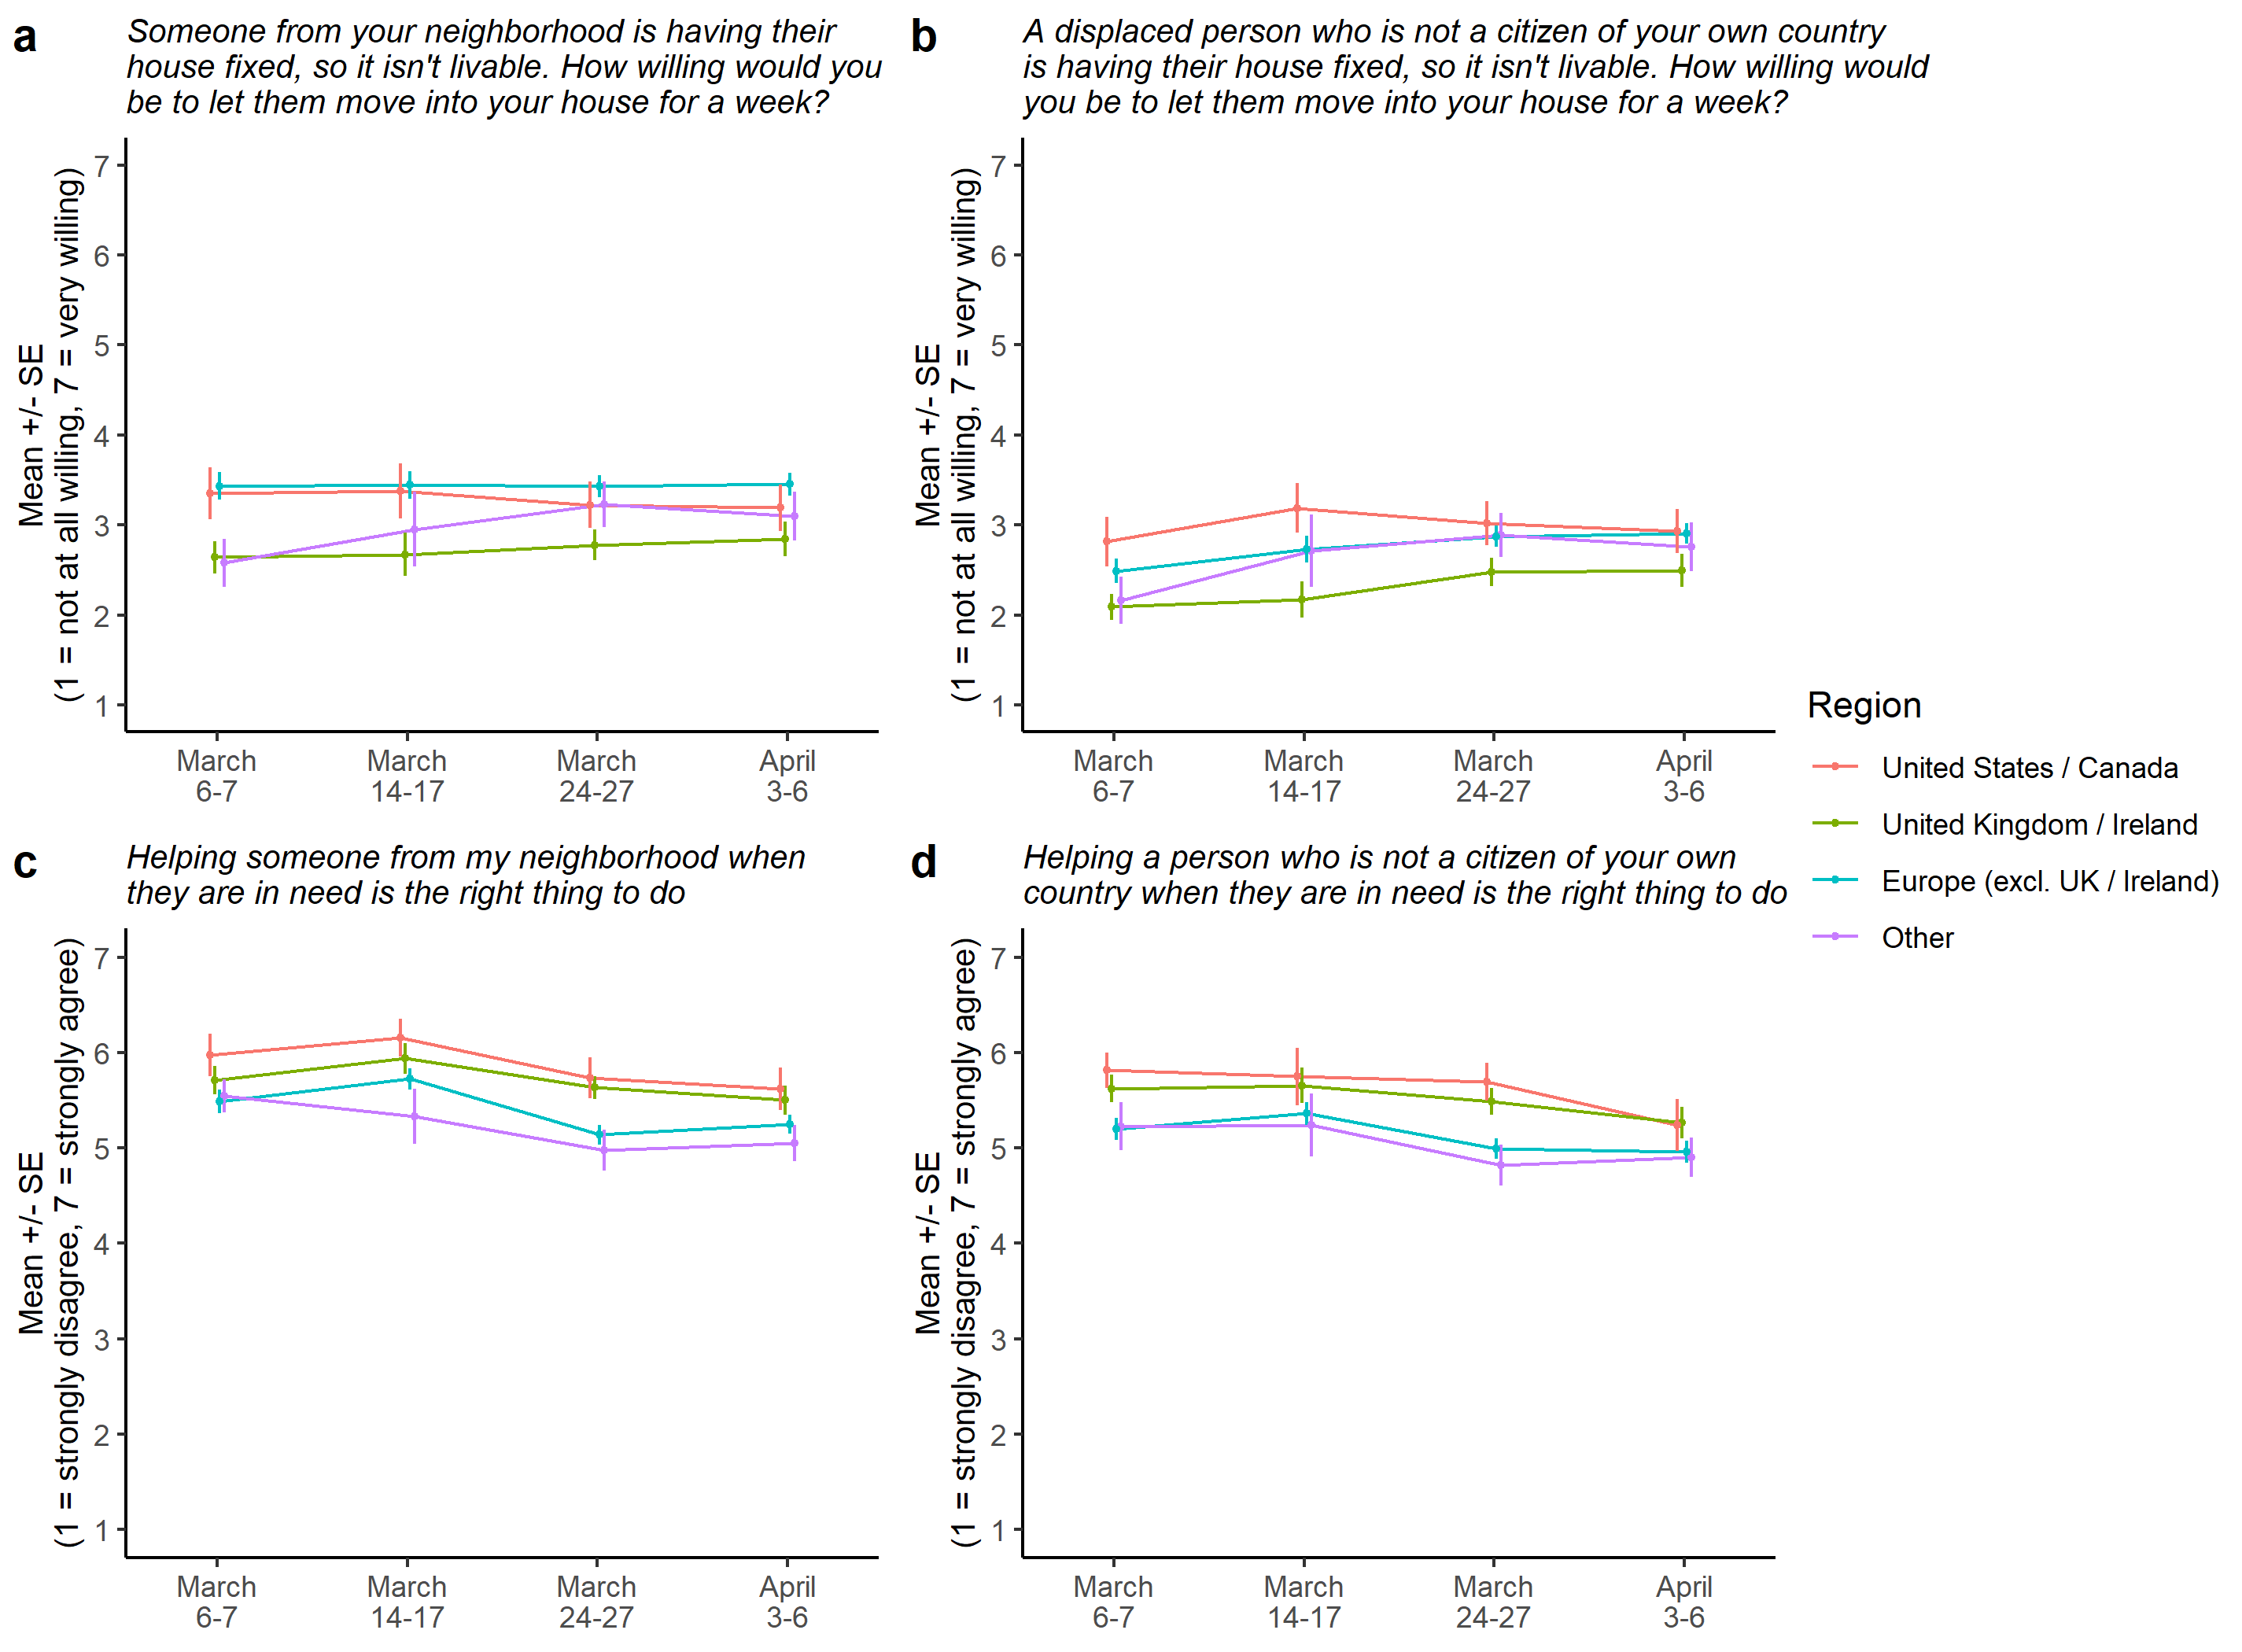 a
Someone from your neighborhood is having their
house fixed, so it isn't livable. How willing would you
be to let them move into your house for a week?
Mean +/- SE
(1 = not at all willing, 7 = very willing)
7
6
5
4
3
2
1
March
6-7
March
14-17
March
24-27
April
3-6
b
A displaced person who is not a citizen of your own country
is having their house fixed, so it isn't livable. How willing would
you be to let them move into your house for a week?
Mean +/- SE
(1 = not at all willing, 7 = very willing)
7
6
5
4
3
2
1
March
6-7
March
14-17
March
24-27
April
3-6
c
Helping someone from my neighborhood when
they are in need is the right thing to do
Mean +/- SE
(1 = strongly disagree, 7 = strongly agree)
7
6
5
4
3
2
1
March
6-7
March
14-17
March
24-27
April
3-6
d
Helping a person who is not a citizen of your own
country when they are in need is the right thing to do
Mean +/- SE
(1 = strongly disagree, 7 = strongly agree)
7
6
5
4
3
2
1
March
6-7
March
14-17
March
24-27
April
3-6
Region
United States / Canada
United Kingdom / Ireland
Europe (excl. UK / Ireland)
Other